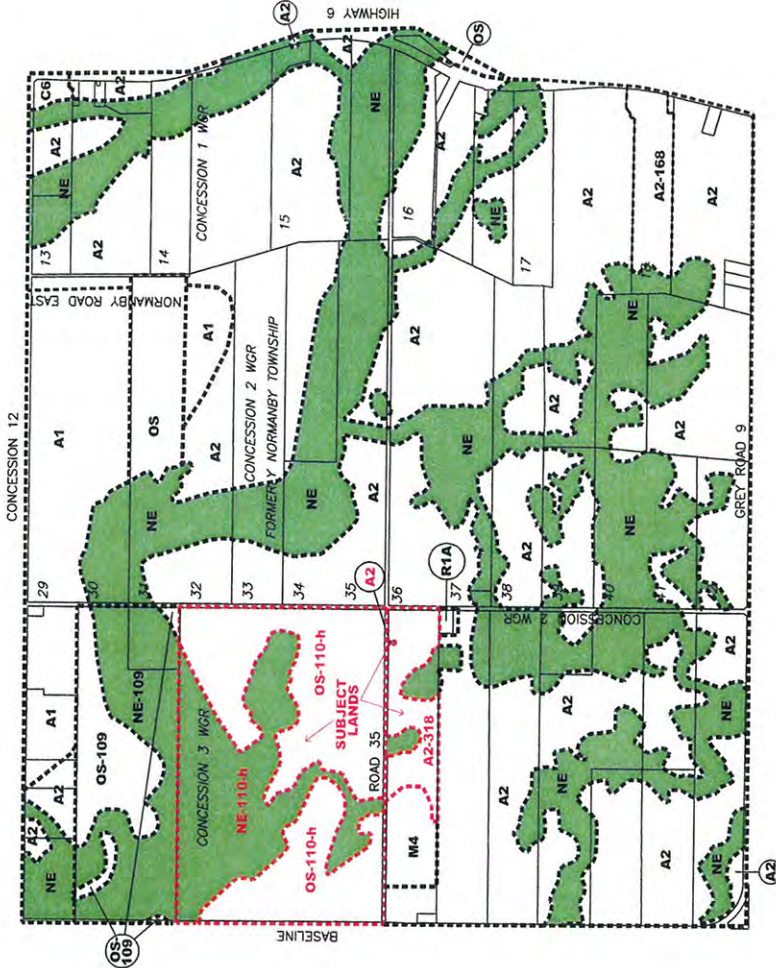 CONCESSION 12
HIGHWAY 6
NORMANBY ROAD EAST
CONCESSION 1 WGR
CONCESSION 2 WGR
FORMERLY NORMANBY TOWNSHIP
CONCESSION 3 WGR
CONCESSION 2 WGR
BASELINE
ROAD 35
GREY ROAD 9
SUBJECT
LANDS
C6
A2
A2
A2
NE
A2
13
14
15
16
17
18
A2
A2
NE
OS
A2
NE
A2
A2-168
A2
A1
OS
A1
A2
NE
NE
A2
A2
NE
A2
NE
A2
NE
29
30
31
32
33
34
35
36
37
38
40
A2
R1A
A2
A1
NE
OS-109
NE-109
OS-
109
NE-110-h
OS-110-h
OS-110-h
A2-318
M4
A2
A2
NE
A2
NE
A2
NE
A2